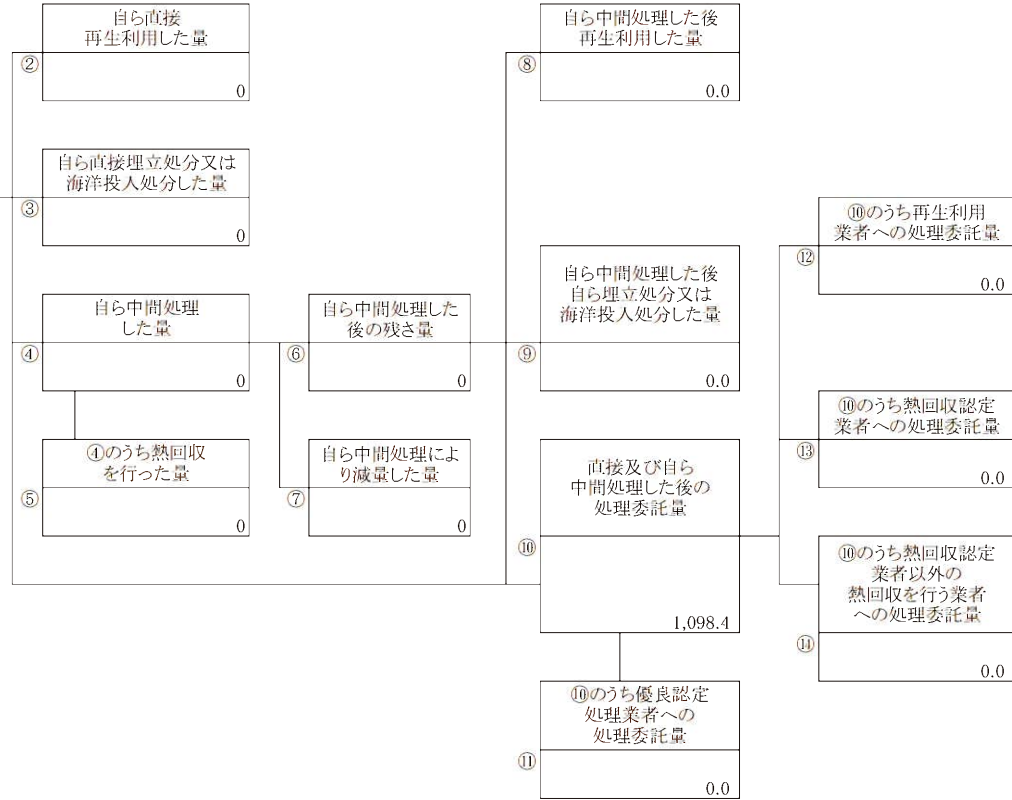 自ら直接
再生利用した量
②
0
自ら直接埋立処分又は
海洋投入処分した量
③
0
自ら中間処理
した量
④
0
④のうち熱回収
を行った量
⑤
0
自ら中間処理した
後の残さ量
⑥
0
自ら中間処理によ
り減量した量
⑦
0
自ら中間処理した後
再生利用した量
⑧
0.0
自ら中間処理した後
自ら埋立処分又は
海洋投入処分した量
⑨
0.0
直接及び自ら
中間処理した後の
処理委託量
⑩
1,098.4
⑩のうち優良認定
処理業者への
処理委託量
⑪
0.0
⑩のうち再生利用
業者への処理委託量
⑫
0.0
⑩のうち熱回収認定
業者への処理委託量
⑬
0.0
⑩のうち熱回収認定
業者以外の
熱回収を行う業者
への処理委託量
⑭
0.0